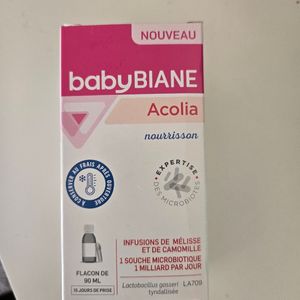 NOUVEAU
babyBIANE
Acolia
nourrisson
À CONSERVER AU FRAIS APRÈS OUVERTURE
EXPERTISE
DES MICROBIOTES
INFUSIONS DE MÉLISSE
ET DE CAMOMILLE
1 SOUCHE MICROBIOTIQUE
1 MILLIARD PAR JOUR
Lactobacillus gasseri LA709
tyndallisée
FLACON DE
90 ML
15 JOURS DE PRISE